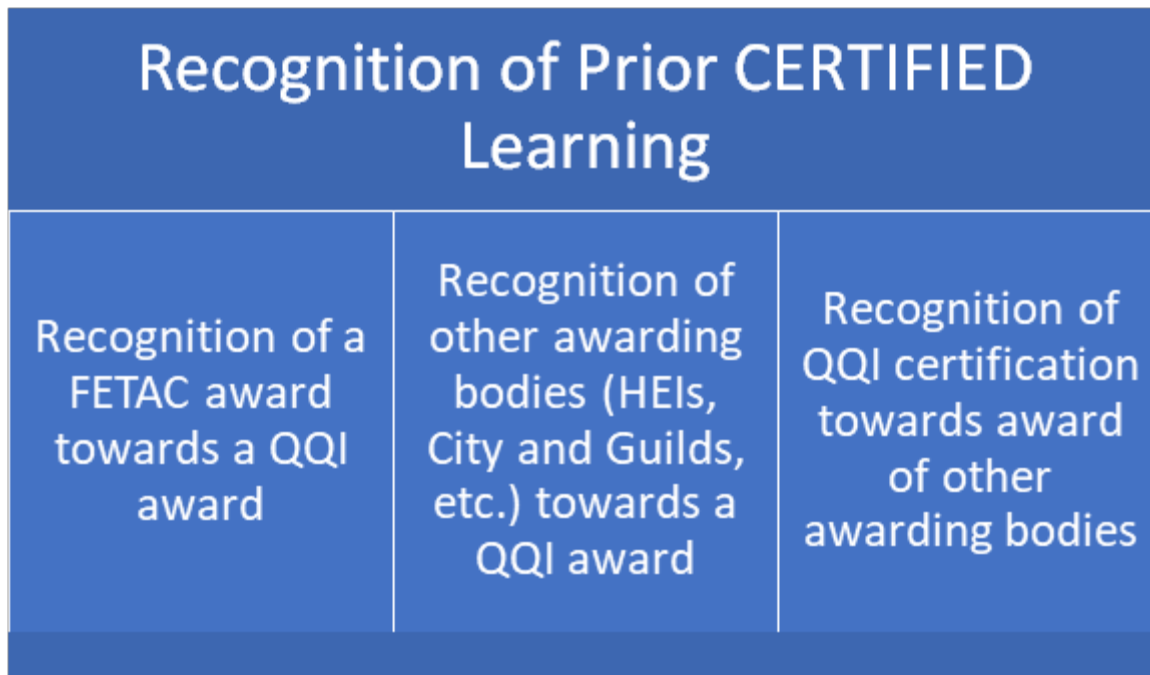 Recognition of Prior CERTIFIED
Learning
Recognition of a
FETAC award
towards a QQI
award
Recognition of
other awarding
bodies (HEIs,
City and Guilds,
etc.) towards a
QQI award
Recognition of
QQI certification
towards award
of other
awarding bodies